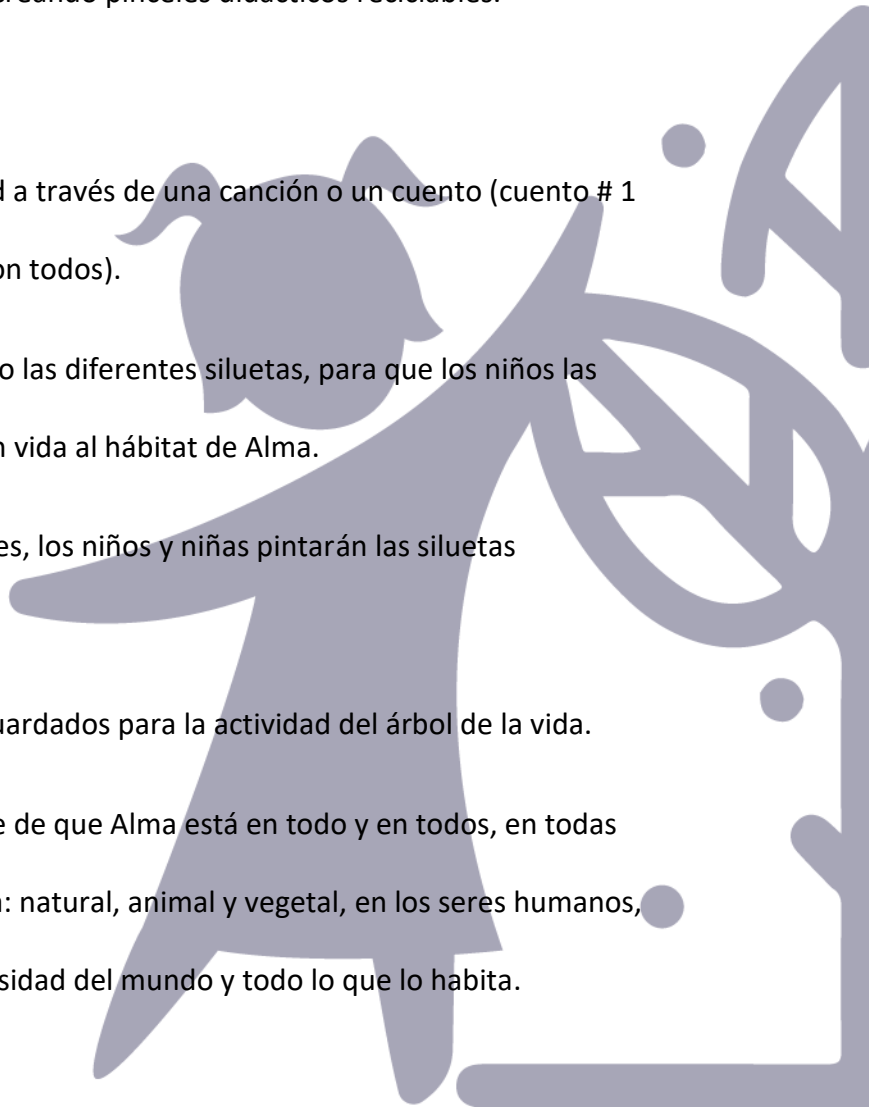 creando pinceles didácticos reciclables.
d a través de una canción o un cuento (cuento # 1
on todos).
o las diferentes siluetas, para que los niños las
n vida al hábitat de Alma.
es, los niños y niñas pintarán las siluetas
uardados para la actividad del árbol de la vida.
e de que Alma está en todo y en todos, en todas
: natural, animal y vegetal, en los seres humanos,
sidad del mundo y todo lo que lo habita.